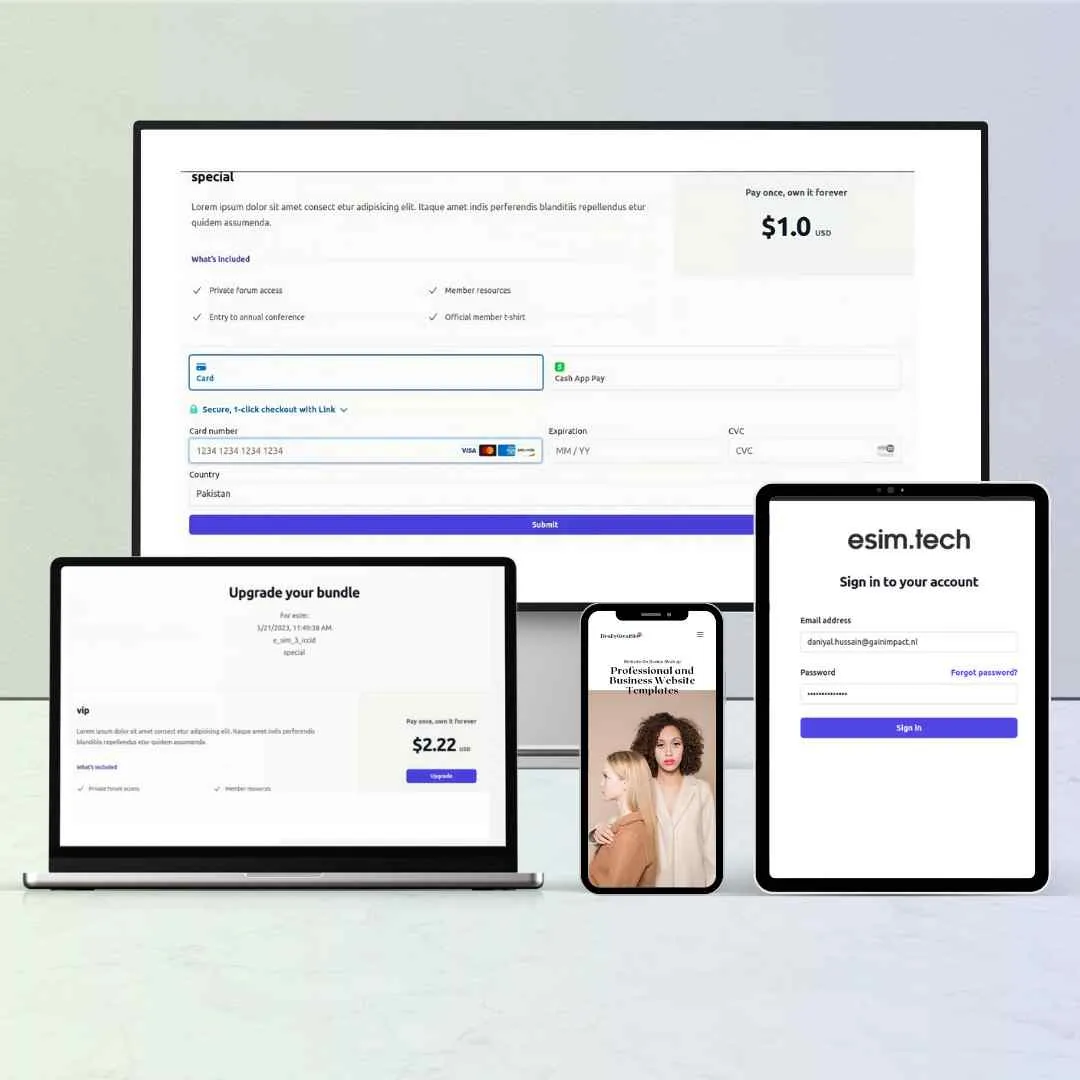 special
Pay once, own it forever
Lorem ipsum dolor sit amet consect etur adipisicing elit. Itaque amet indis perferendis blanditiis repellendus etur
quidem assumenda.
$1.0 USD
What's included
Private forum access
Member resources
Entry to annual conference
Official member t-shirt
Card
Cash App Pay
Secure, 1-click checkout with Link
Card number
Expiration
CVC
1234 1234 1234 1234
VISA
MM / YY
CVC
Country
Pakistan
Submit
Upgrade your bundle
For esim:
3/21/2023, 11:49:38 AM
e_sim_3_iccid
special
vip
Lorem ipsum dolor sit amet consect etur adipisicing elit. Itaque amet indis perferendis
blanditiis repellendus etur quidem assumenda.
What's included
Private forum access
Member resources
Pay once, own it forever
$2.22 USD
Upgrade
Professional and
Business Website
Templates
esim.tech
Sign in to your account
Email address
daniyal.hussain@gainimpact.nl
Password
Forgot password?
Sign in